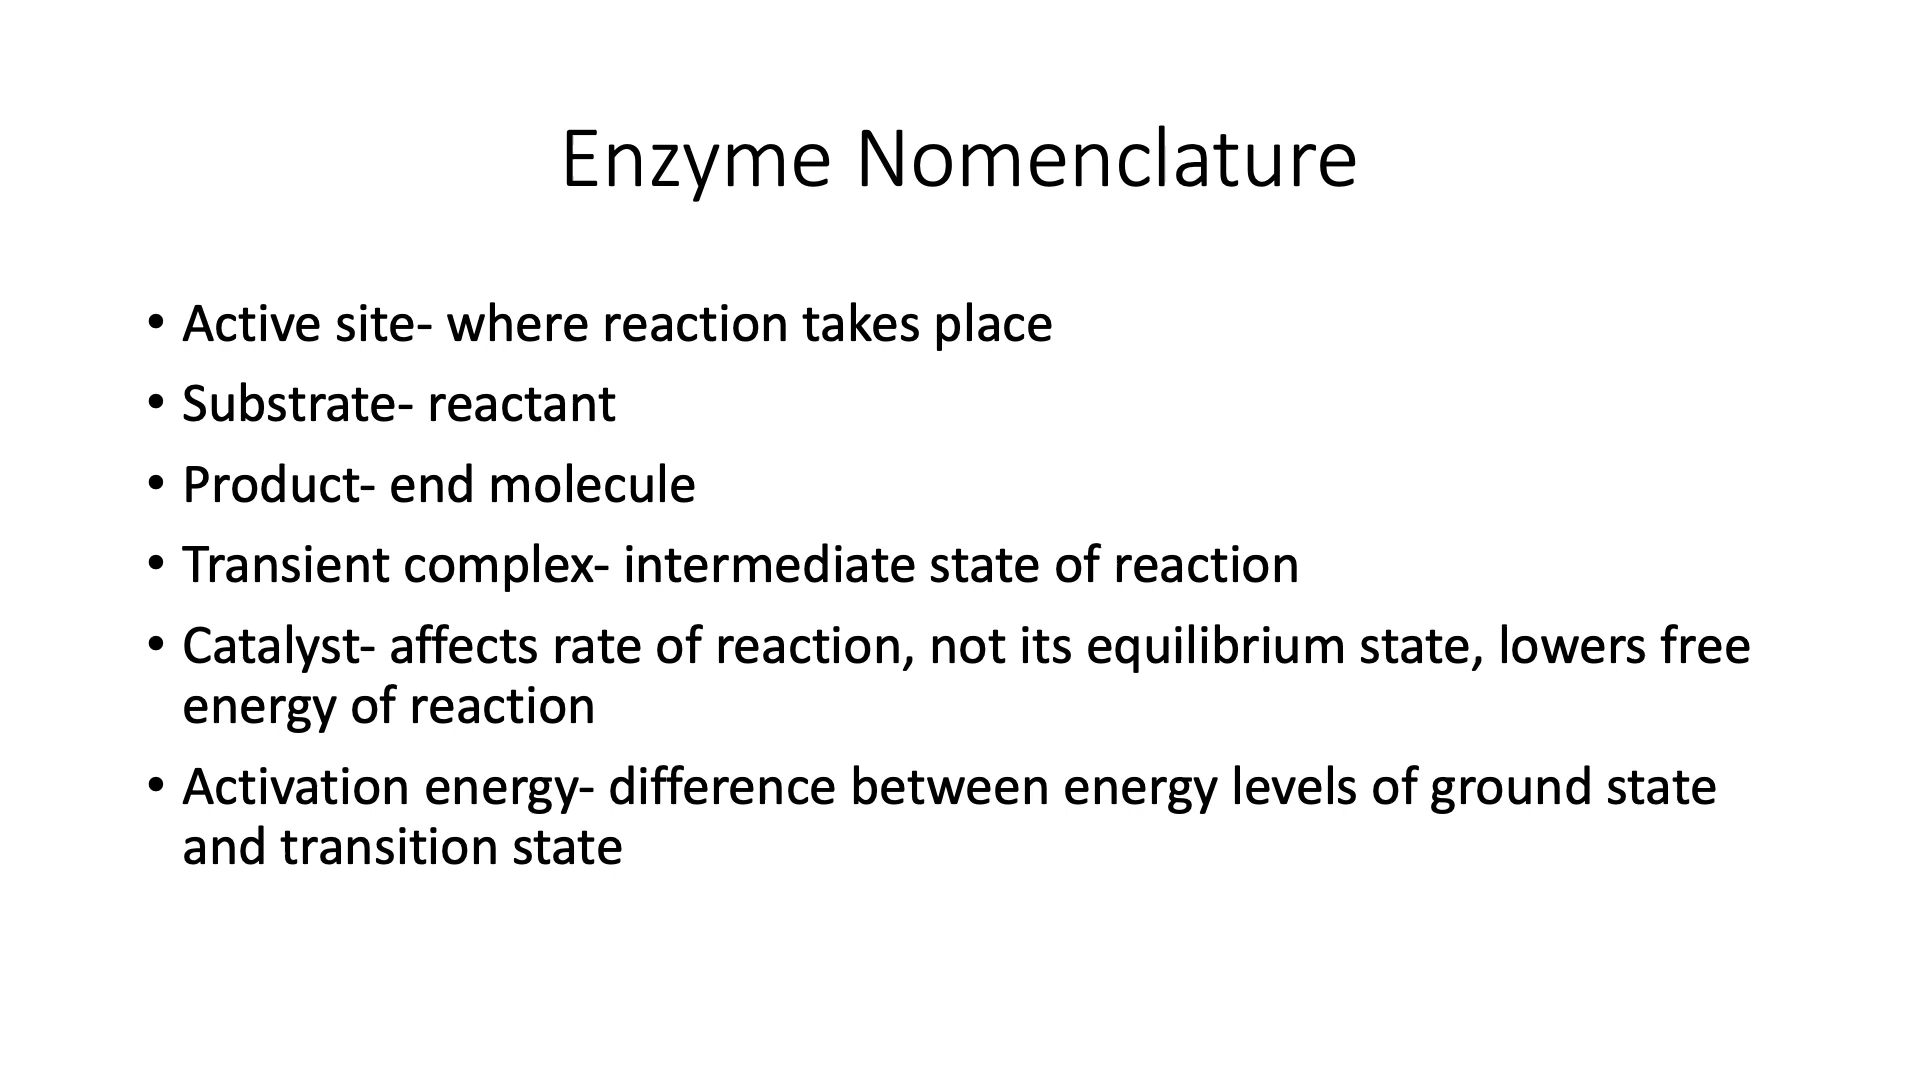 Enzyme Nomenclature
• Active site- where reaction takes place
• Substrate- reactant
• Product- end molecule
• Transient complex- intermediate state of reaction
• Catalyst- affects rate of reaction, not its equilibrium state, lowers free
energy of reaction
• Activation energy- difference between energy levels of ground state
and transition state